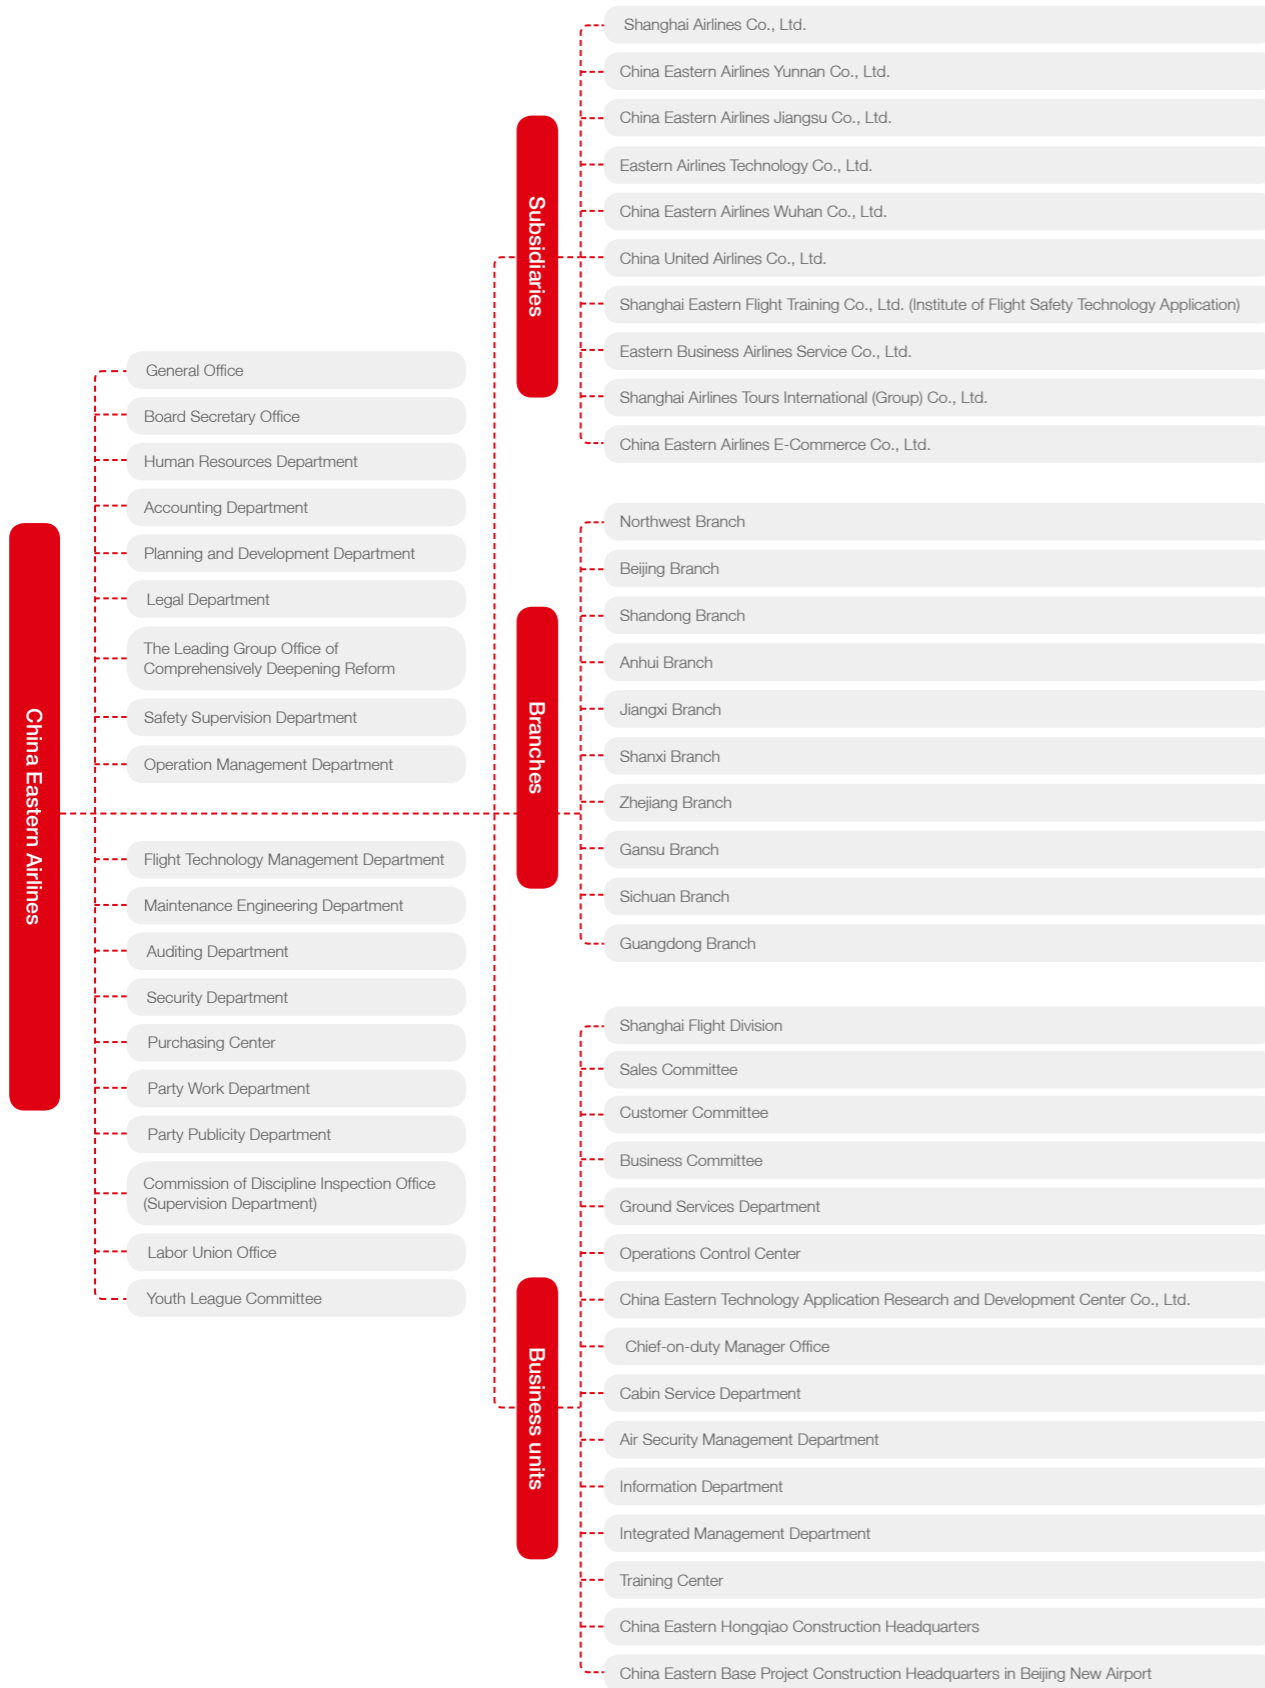 China Eastern Airlines
General Office
Board Secretary Office
Human Resources Department
Accounting Department
Planning and Development Department
Legal Department
The Leading Group Office of
Comprehensively Deepening Reform
Safety Supervision Department
Operation Management Department
Flight Technology Management Department
Maintenance Engineering Department
Auditing Department
Security Department
Purchasing Center
Party Work Department
Party Publicity Department
Commission of Discipline Inspection Office
(Supervision Department)
Labor Union Office
Youth League Committee
Subsidiaries
Shanghai Airlines Co., Ltd.
China Eastern Airlines Yunnan Co., Ltd.
China Eastern Airlines Jiangsu Co., Ltd.
Eastern Airlines Technology Co., Ltd.
China Eastern Airlines Wuhan Co., Ltd.
China United Airlines Co., Ltd.
Shanghai Eastern Flight Training Co., Ltd. (Institute of Flight Safety Technology Application)
Eastern Business Airlines Service Co., Ltd.
Shanghai Airlines Tours International (Group) Co., Ltd.
China Eastern Airlines E-Commerce Co., Ltd.
Branches
Northwest Branch
Beijing Branch
Shandong Branch
Anhui Branch
Jiangxi Branch
Shanxi Branch
Zhejiang Branch
Gansu Branch
Sichuan Branch
Guangdong Branch
Business units
Shanghai Flight Division
Sales Committee
Customer Committee
Business Committee
Ground Services Department
Operations Control Center
China Eastern Technology Application Research and Development Center Co., Ltd.
Chief-on-duty Manager Office
Cabin Service Department
Air Security Management Department
Information Department
Integrated Management Department
Training Center
China Eastern Hongqiao Construction Headquarters
China Eastern Base Project Construction Headquarters in Beijing New Airport